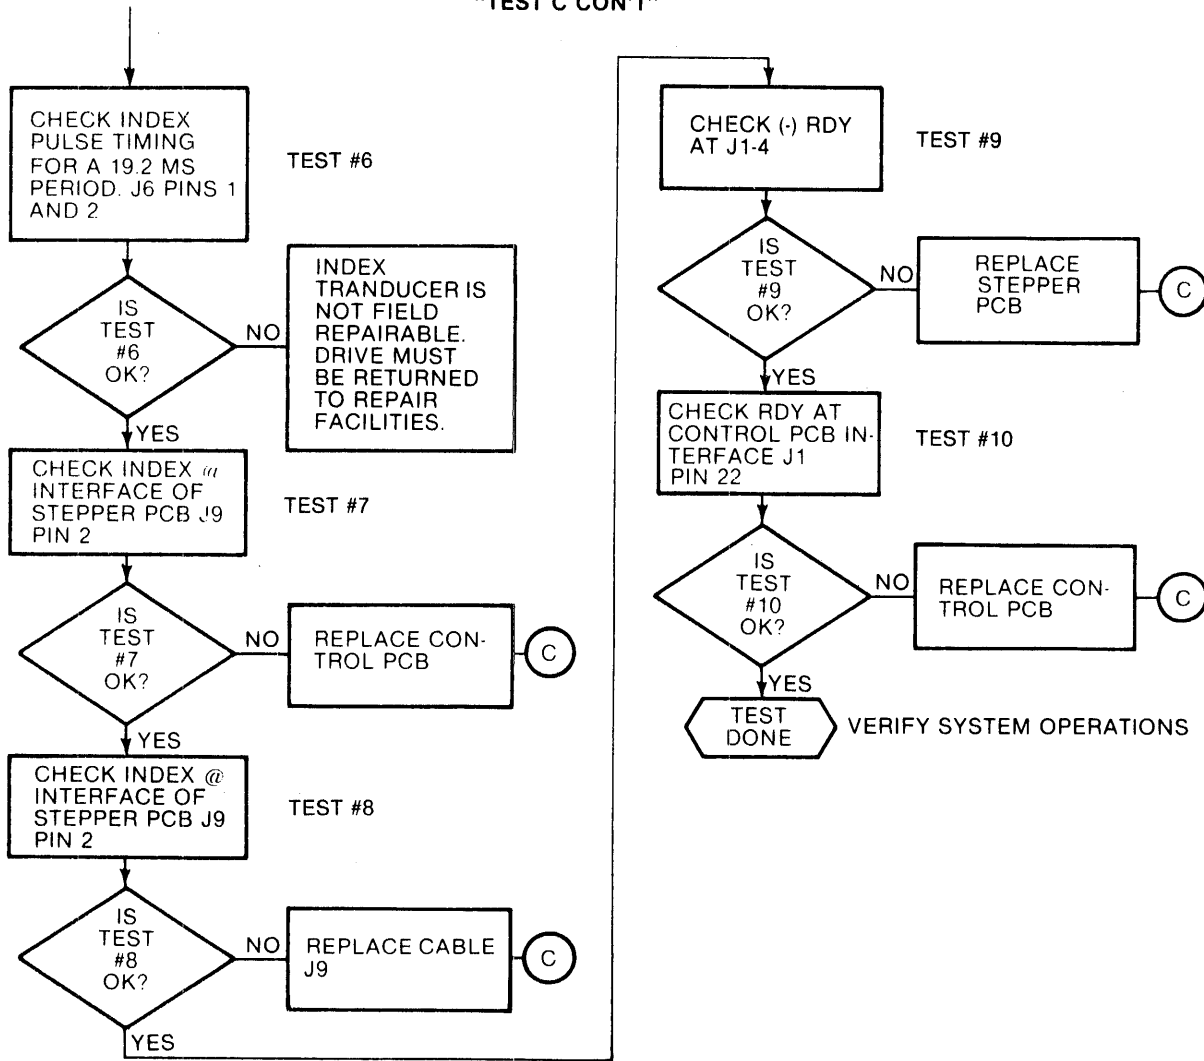 "TEST C CON'T"
CHECK INDEX
PULSE TIMING
FOR A 19.2 MS
PERIOD. J6 PINS 1
AND 2
TEST #6
IS
TEST
#6
OK?
NO
INDEX
TRANDUCER IS
NOT FIELD
REPAIRABLE.
DRIVE MUST
BE RETURNED
TO REPAIR
FACILITIES.
YES
CHECK INDEX @
INTERFACE OF
STEPPER PCB J9
PIN 2
TEST #7
IS
TEST
#7
OK?
NO
REPLACE CON-
TROL PCB
C
YES
CHECK INDEX @
INTERFACE OF
STEPPER PCB J9
PIN 2
TEST #8
IS
TEST
#8
OK?
NO
REPLACE CABLE
J9
C
YES
CHECK (-) RDY
AT J1-4
TEST #9
IS
TEST
#9
OK?
NO
REPLACE
STEPPER
PCB
C
YES
CHECK RDY AT
CONTROL PCB IN-
TERFACE J1
PIN 22
TEST #10
IS
TEST
#10
OK?
NO
REPLACE CON-
TROL PCB
C
YES
TEST
DONE
VERIFY SYSTEM OPERATIONS